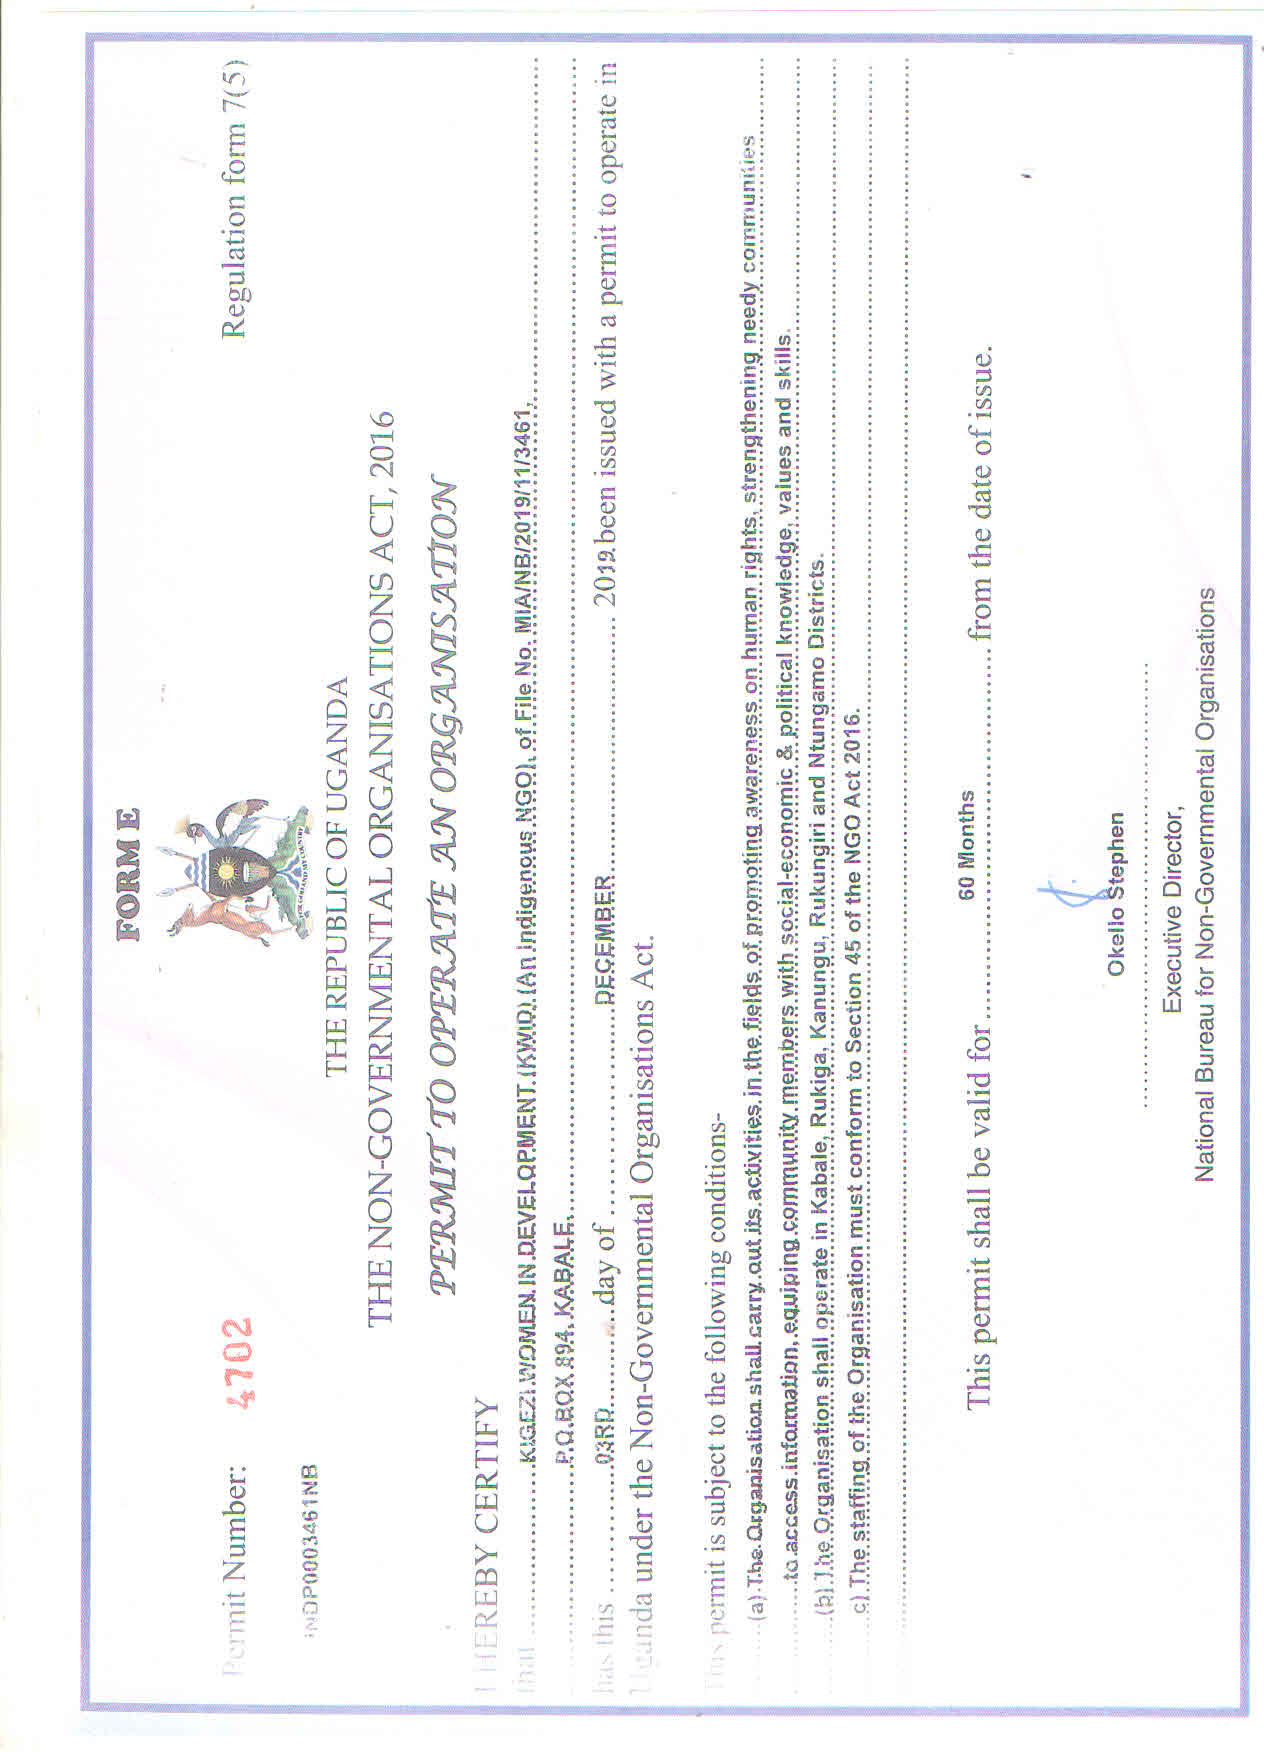 FORM E
Permit Number: 4702
Regulation form 7(5)
INDP0003461NB
FOR GOD AND MY COUNTRY
THE REPUBLIC OF UGANDA
THE NON-GOVERNMENTAL ORGANISATIONS ACT, 2016
PERMIT TO OPERATE AN ORGANISATION
I HEREBY CERTIFY
that ....................KIGEZI WOMEN IN DEVELOPMENT (KWID) (An Indigenous NGO), of File No. MIA/NB/2019/11/3461,
P.O.BOX 894, KABALE,
has this ...............03RD............day of ....................DECEMBER............................... 2019 been issued with a permit to operate in
Uganda under the Non-Governmental Organisations Act.
This permit is subject to the following conditions-
(a) The Organisation shall carry out its activities in the fields of promoting awareness on human rights, strengthening needy communities
to access information, equiping community members with social-economic & political knowledge, values and skills.
(b) The Organisation shall operate in Kabale, Rukiga, Kanungu, Rukungiri and Ntungamo Districts.
c) The staffing of the Organisation must conform to Section 45 of the NGO Act 2016.
This permit shall be valid for 60 Months from the date of issue.
Okello Stephen
Executive Director,
National Bureau for Non-Governmental Organisations